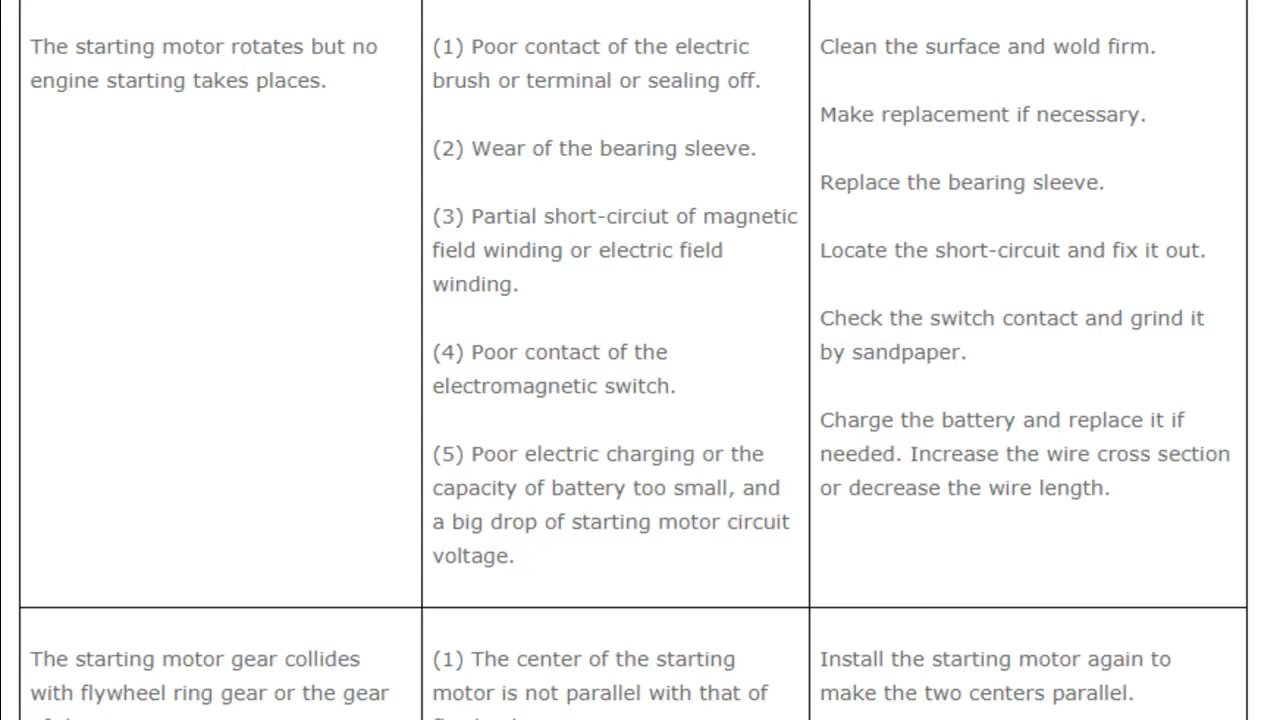 The starting motor rotates but no
engine starting takes places.
(1) Poor contact of the electric
brush or terminal or sealing off.
(2) Wear of the bearing sleeve.
(3) Partial short-circiut of magnetic
field winding or electric field
winding.
(4) Poor contact of the
electromagnetic switch.
(5) Poor electric charging or the
capacity of battery too small, and
a big drop of starting motor circuit
voltage.
Clean the surface and wold firm.
Make replacement if necessary.
Replace the bearing sleeve.
Locate the short-circuit and fix it out.
Check the switch contact and grind it
by sandpaper.
Charge the battery and replace it if
needed. Increase the wire cross section
or decrease the wire length.
The starting motor gear collides
with flywheel ring gear or the gear
(1) The center of the starting
motor is not parallel with that of
Install the starting motor again to
make the two centers parallel.